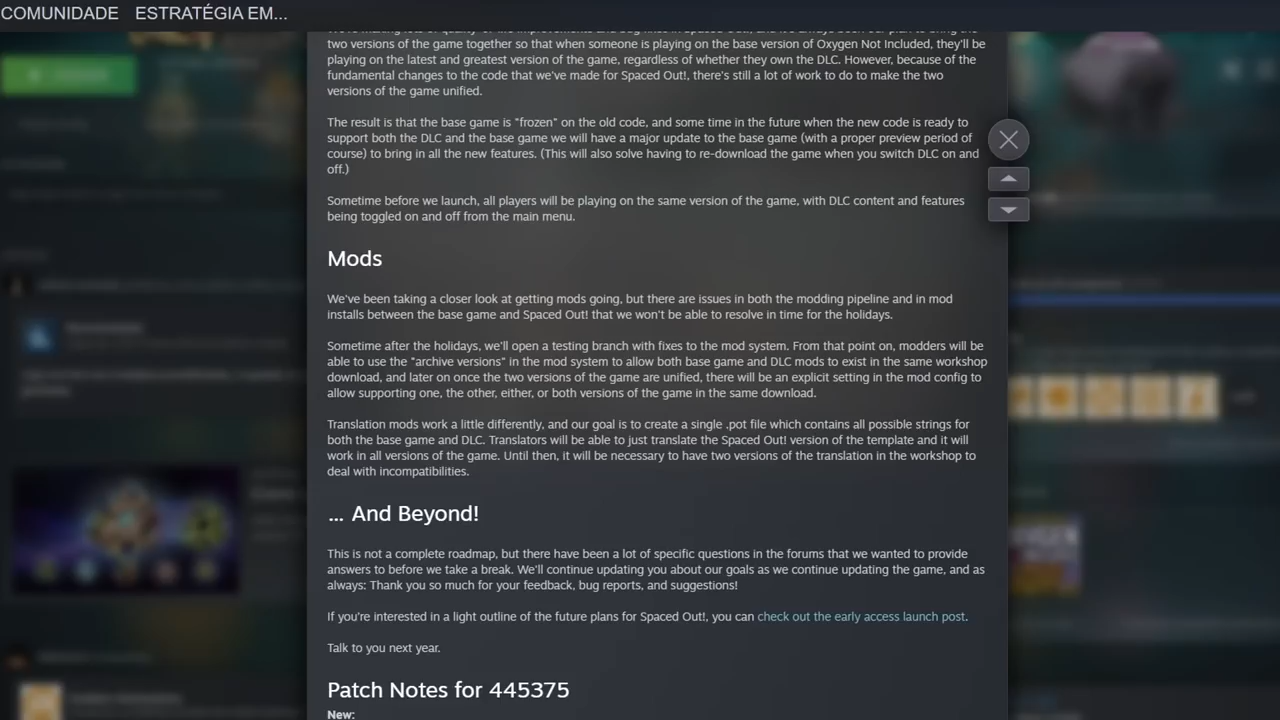 COMUNIDADE ESTRATÉGIA EM...
two versions of the game together so that when someone is playing on the base version of Oxygen Not Included, they'll be
playing on the latest and greatest version of the game, regardless of whether they own the DLC. However, because of the
fundamental changes to the code that we've made for Spaced Out!, there's still a lot of work to do to make the two
versions of the game unified.
The result is that the base game is "frozen" on the old code, and some time in the future when the new code is ready to
support both the DLC and the base game we will have a major update to the base game (with a proper preview period of
course) to bring in all the new features. (This will also solve having to re-download the game when you switch DLC on and
off.)
Sometime before we launch, all players will be playing on the same version of the game, with DLC content and features
being toggled on and off from the main menu.
Mods
We've been taking a closer look at getting mods going, but there are issues in both the modding pipeline and in mod
installs between the base game and Spaced Out! that we won't be able to resolve in time for the holidays.
Sometime after the holidays, we'll open a testing branch with fixes to the mod system. From that point on, modders will be
able to use the "archive versions" in the mod system to allow both base game and DLC mods to exist in the same workshop
download, and later on once the two versions of the game are unified, there will be an explicit setting in the mod config to
allow supporting one, the other, either, or both versions of the game in the same download.
Translation mods work a little differently, and our goal is to create a single .pot file which contains all possible strings for
both the base game and DLC. Translators will be able to just translate the Spaced Out! version of the template and it will
work in all versions of the game. Until then, it will be necessary to have two versions of the translation in the workshop to
deal with incompatibilities.
... And Beyond!
This is not a complete roadmap, but there have been a lot of specific questions in the forums that we wanted to provide
answers to before we take a break. We'll continue updating you about our goals as we continue updating the game, and as
always: Thank you so much for your feedback, bug reports, and suggestions!
If you're interested in a light outline of the future plans for Spaced Out!, you can check out the early access launch post.
Talk to you next year.
Patch Notes for 445375
New: